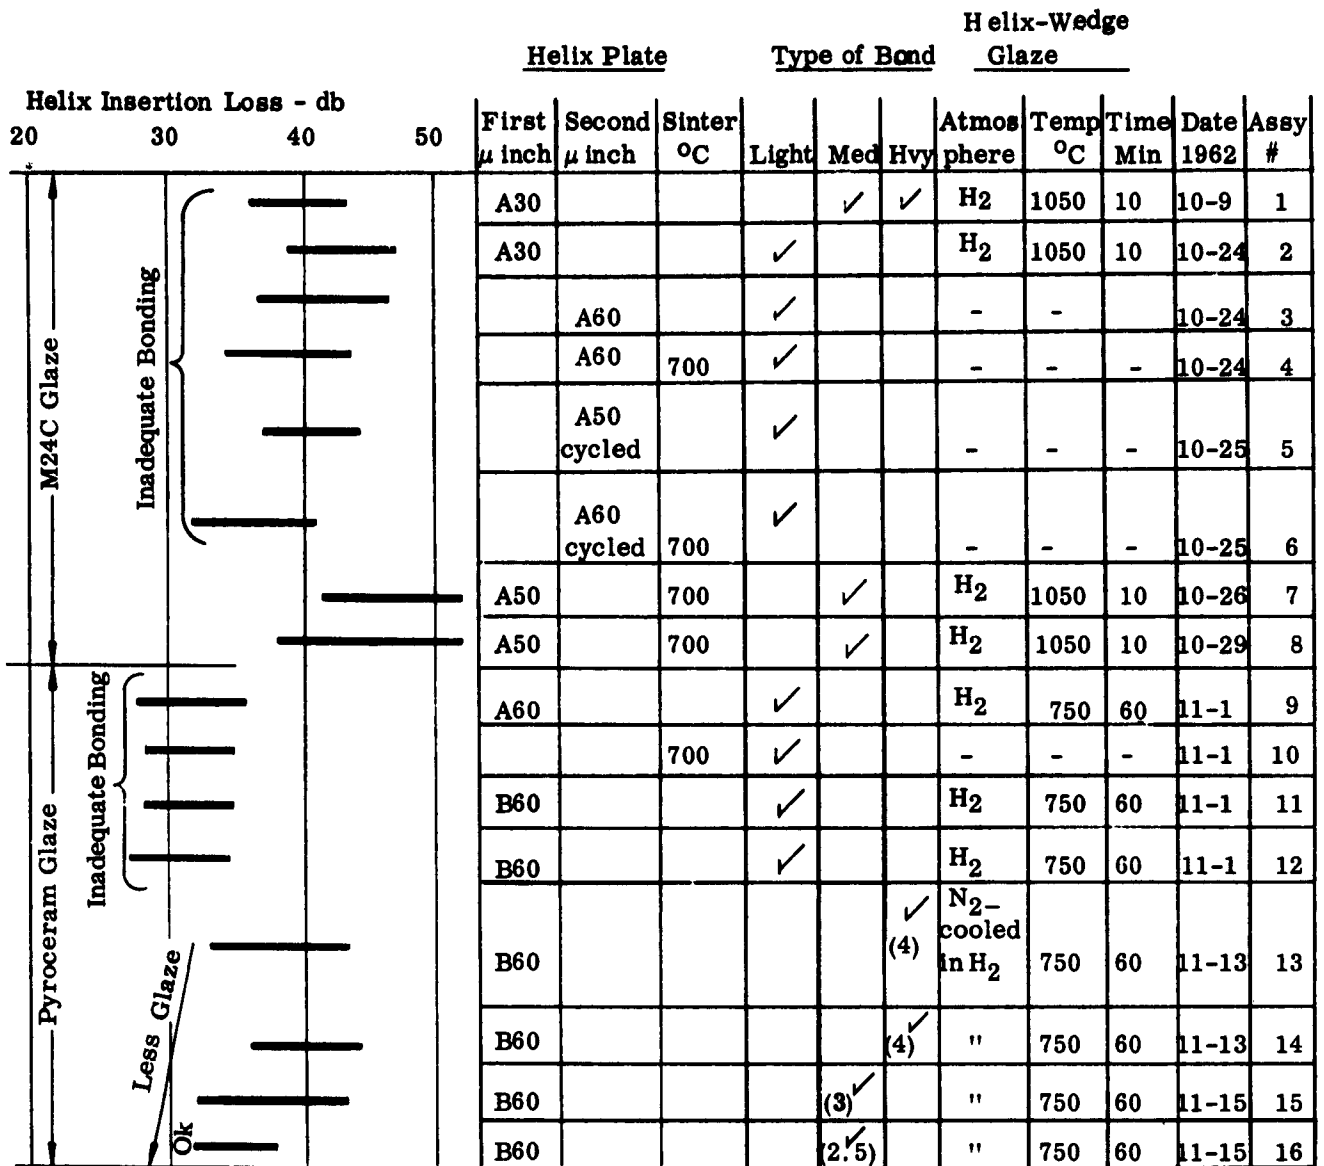 Helix-Wedge
Helix Plate Type of Bond Glaze
Helix Insertion Loss - db
20 30 40 50
First Second Sinter Atmos Temp Time Date Assy
μ inch μ inch °C Light Med Hvy phere °C Min 1962 #
M24C Glaze
Inadequate Bonding
A30 ✓ ✓ H2 1050 10 10-9 1
A30 ✓ H2 1050 10 10-24 2
A60 ✓ - - 10-24 3
A60 700 ✓ - - - 10-24 4
A50
cycled ✓ - - - 10-25 5
A60
cycled 700 ✓ - - - 10-25 6
A50 700 ✓ H2 1050 10 10-26 7
A50 700 ✓ H2 1050 10 10-29 8
Pyroceram Glaze
Inadequate Bonding
A60 ✓ H2 750 60 11-1 9
700 ✓ - - - 11-1 10
B60 ✓ H2 750 60 11-1 11
B60 ✓ H2 750 60 11-1 12
Less Glaze
Ok
✓ N2-
(4) cooled
B60 in H2 750 60 11-13 13
B60 (4) ✓ " 750 60 11-13 14
B60 (3) ✓ " 750 60 11-15 15
B60 (2.5) ✓ " 750 60 11-15 16